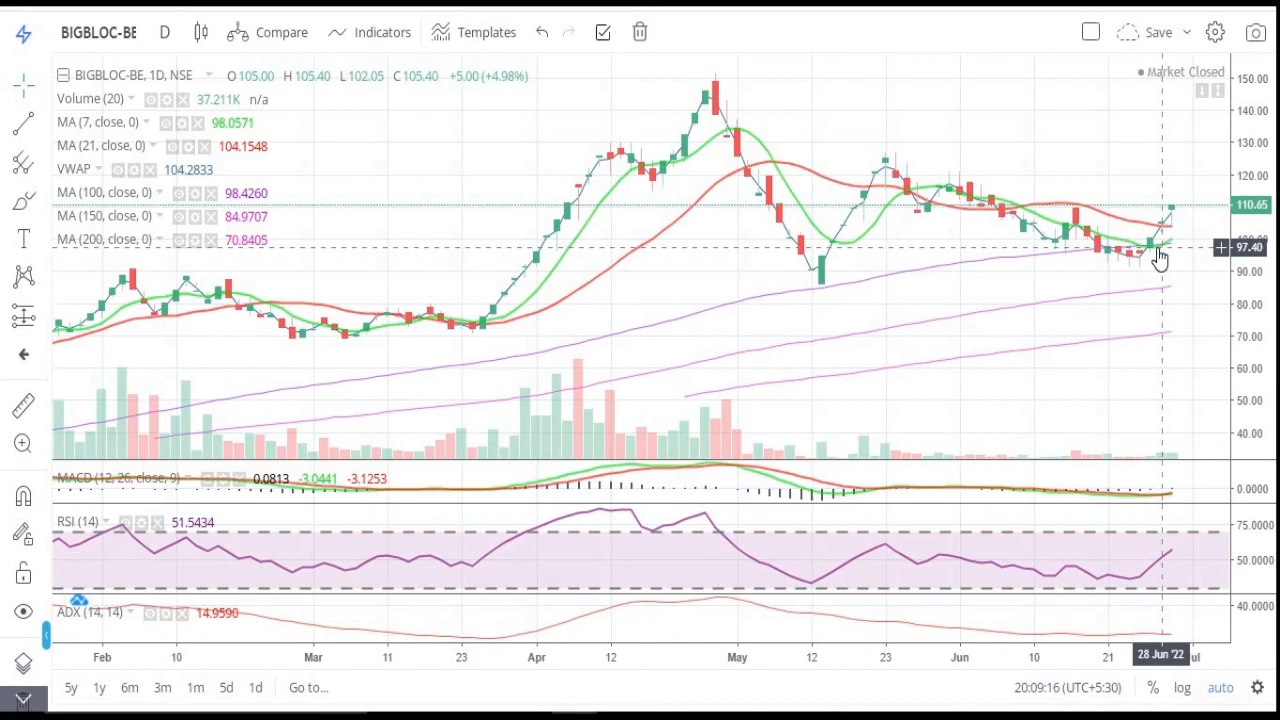 BIGBLOC-BE D Compare Indicators Templates Save
BIGBLOC-BE, 1D, NSE O 105.00 H 105.40 L 102.05 C 105.40 +5.00 (+4.98%) Market Closed
Volume (20) 37.211K n/a
MA (7, close, 0) 98.0571
MA (21, close, 0) 104.1548
VWAP 104.2833
MA (100, close, 0) 98.4260
MA (150, close, 0) 84.9707
MA (200, close, 0) 70.8405
150.00
140.00
130.00
120.00
110.65
97.40
90.00
80.00
70.00
60.00
50.00
40.00
MACD (12, 26, close, 9) 0.0813 -3.0441 -3.1253
0.0000
RSI (14) 51.5434
75.0000
50.0000
ADX (14, 14) 14.9590
40.0000
Feb 10 Mar 11 23 Apr 12 May 12 23 Jun 10 21 28 Jun '22 ul
5y 1y 6m 3m 1m 5d 1d Go to... 20:09:16 (UTC+5:30) % log auto